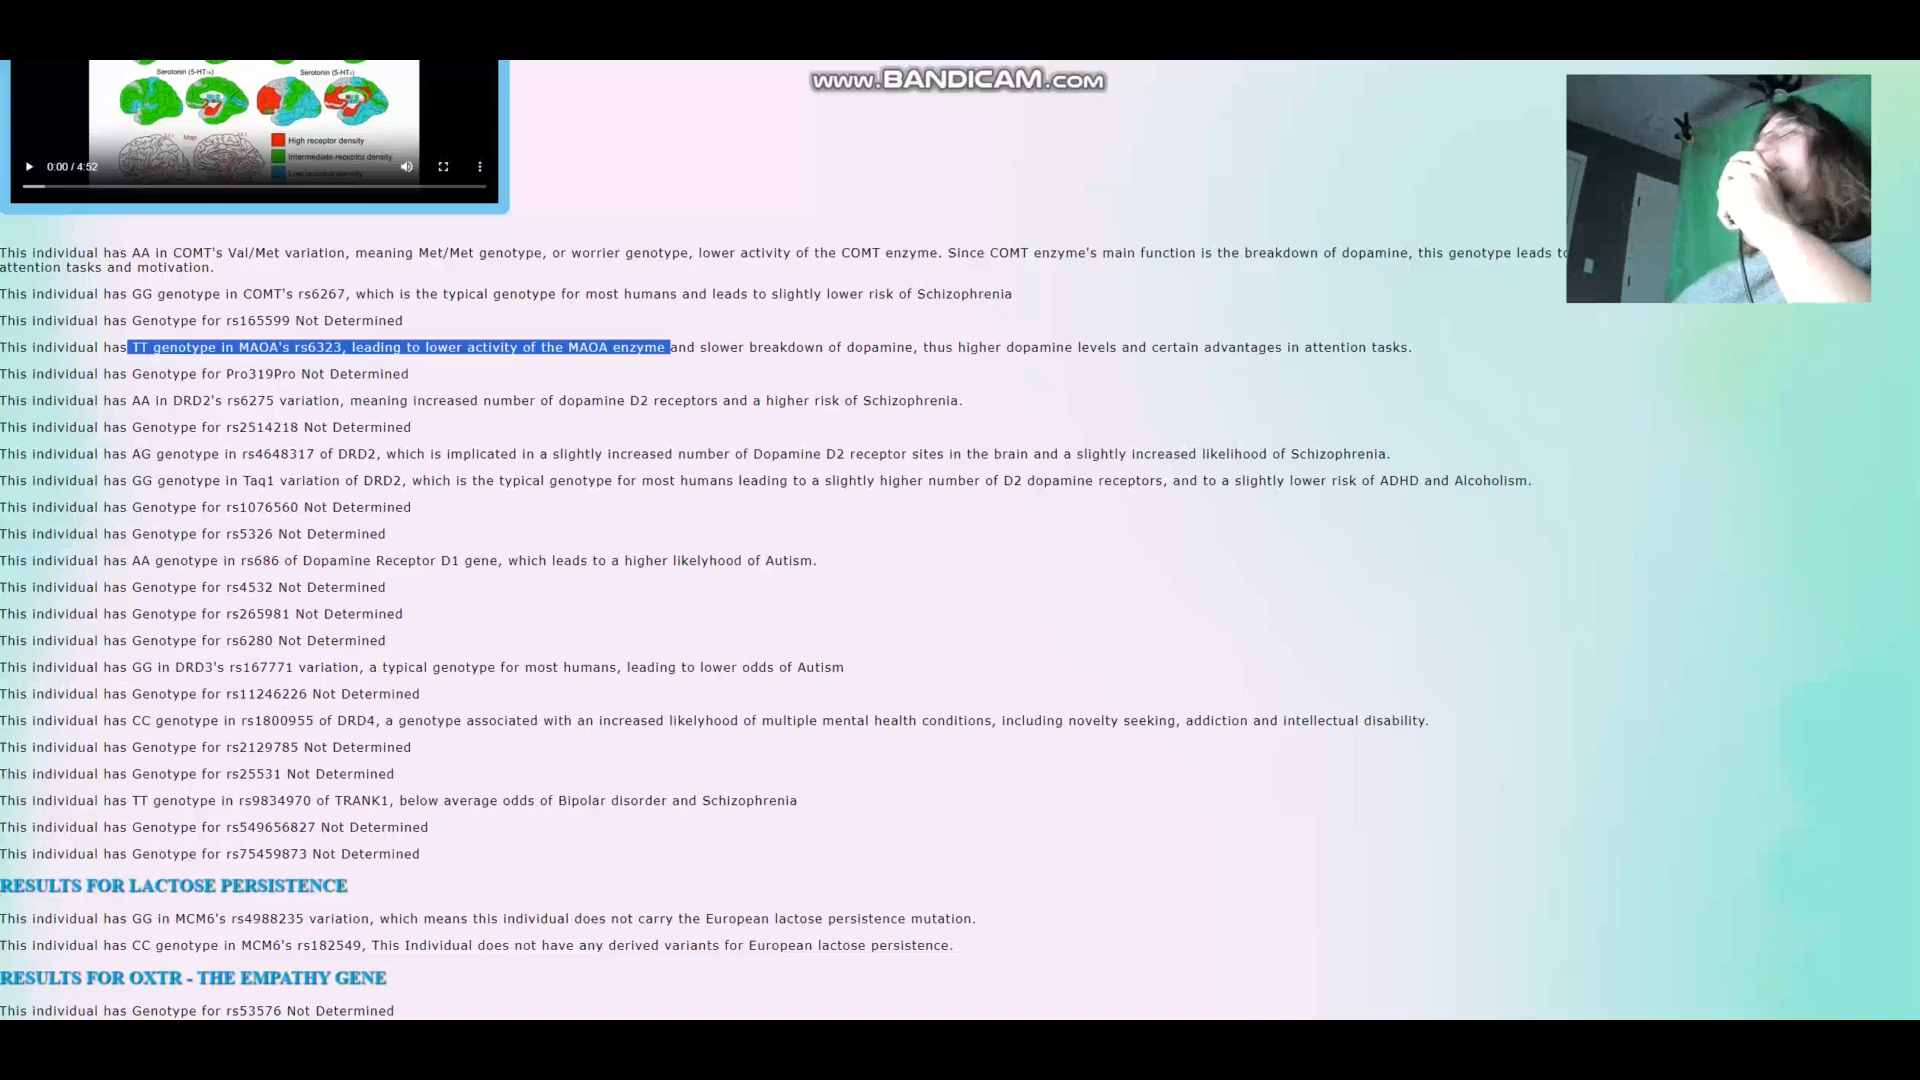 www.BANDICAM.com
Serotonin (5-HT1A) Serotonin (5-HT2)
Map
High receptor density
Intermediate receptor density
Low receptor density
0:00 / 4:52
This individual has AA in COMT's Val/Met variation, meaning Met/Met genotype, or worrier genotype, lower activity of the COMT enzyme. Since COMT enzyme's main function is the breakdown of dopamine, this genotype leads to
attention tasks and motivation.
This individual has GG genotype in COMT's rs6267, which is the typical genotype for most humans and leads to slightly lower risk of Schizophrenia
This individual has Genotype for rs165599 Not Determined
This individual has TT genotype in MAOA's rs6323, leading to lower activity of the MAOA enzyme and slower breakdown of dopamine, thus higher dopamine levels and certain advantages in attention tasks.
This individual has Genotype for Pro319Pro Not Determined
This individual has AA in DRD2's rs6275 variation, meaning increased number of dopamine D2 receptors and a higher risk of Schizophrenia.
This individual has Genotype for rs2514218 Not Determined
This individual has AG genotype in rs4648317 of DRD2, which is implicated in a slightly increased number of Dopamine D2 receptor sites in the brain and a slightly increased likelihood of Schizophrenia.
This individual has GG genotype in Taq1 variation of DRD2, which is the typical genotype for most humans leading to a slightly higher number of D2 dopamine receptors, and to a slightly lower risk of ADHD and Alcoholism.
This individual has Genotype for rs1076560 Not Determined
This individual has Genotype for rs5326 Not Determined
This individual has AA genotype in rs686 of Dopamine Receptor D1 gene, which leads to a higher likelyhood of Autism.
This individual has Genotype for rs4532 Not Determined
This individual has Genotype for rs265981 Not Determined
This individual has Genotype for rs6280 Not Determined
This individual has GG in DRD3's rs167771 variation, a typical genotype for most humans, leading to lower odds of Autism
This individual has Genotype for rs11246226 Not Determined
This individual has CC genotype in rs1800955 of DRD4, a genotype associated with an increased likelyhood of multiple mental health conditions, including novelty seeking, addiction and intellectual disability.
This individual has Genotype for rs2129785 Not Determined
This individual has Genotype for rs25531 Not Determined
This individual has TT genotype in rs9834970 of TRANK1, below average odds of Bipolar disorder and Schizophrenia
This individual has Genotype for rs549656827 Not Determined
This individual has Genotype for rs75459873 Not Determined
RESULTS FOR LACTOSE PERSISTENCE
This individual has GG in MCM6's rs4988235 variation, which means this individual does not carry the European lactose persistence mutation.
This individual has CC genotype in MCM6's rs182549, This Individual does not have any derived variants for European lactose persistence.
RESULTS FOR OXTR - THE EMPATHY GENE
This individual has Genotype for rs53576 Not Determined